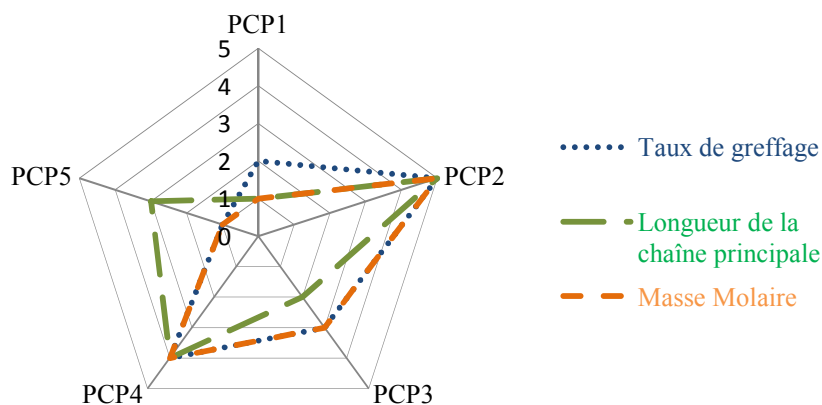 PCP1
5
4
3
2
1
0
PCP2
PCP3
PCP4
PCP5
Taux de greffage
Longueur de la
chaîne principale
Masse Molaire